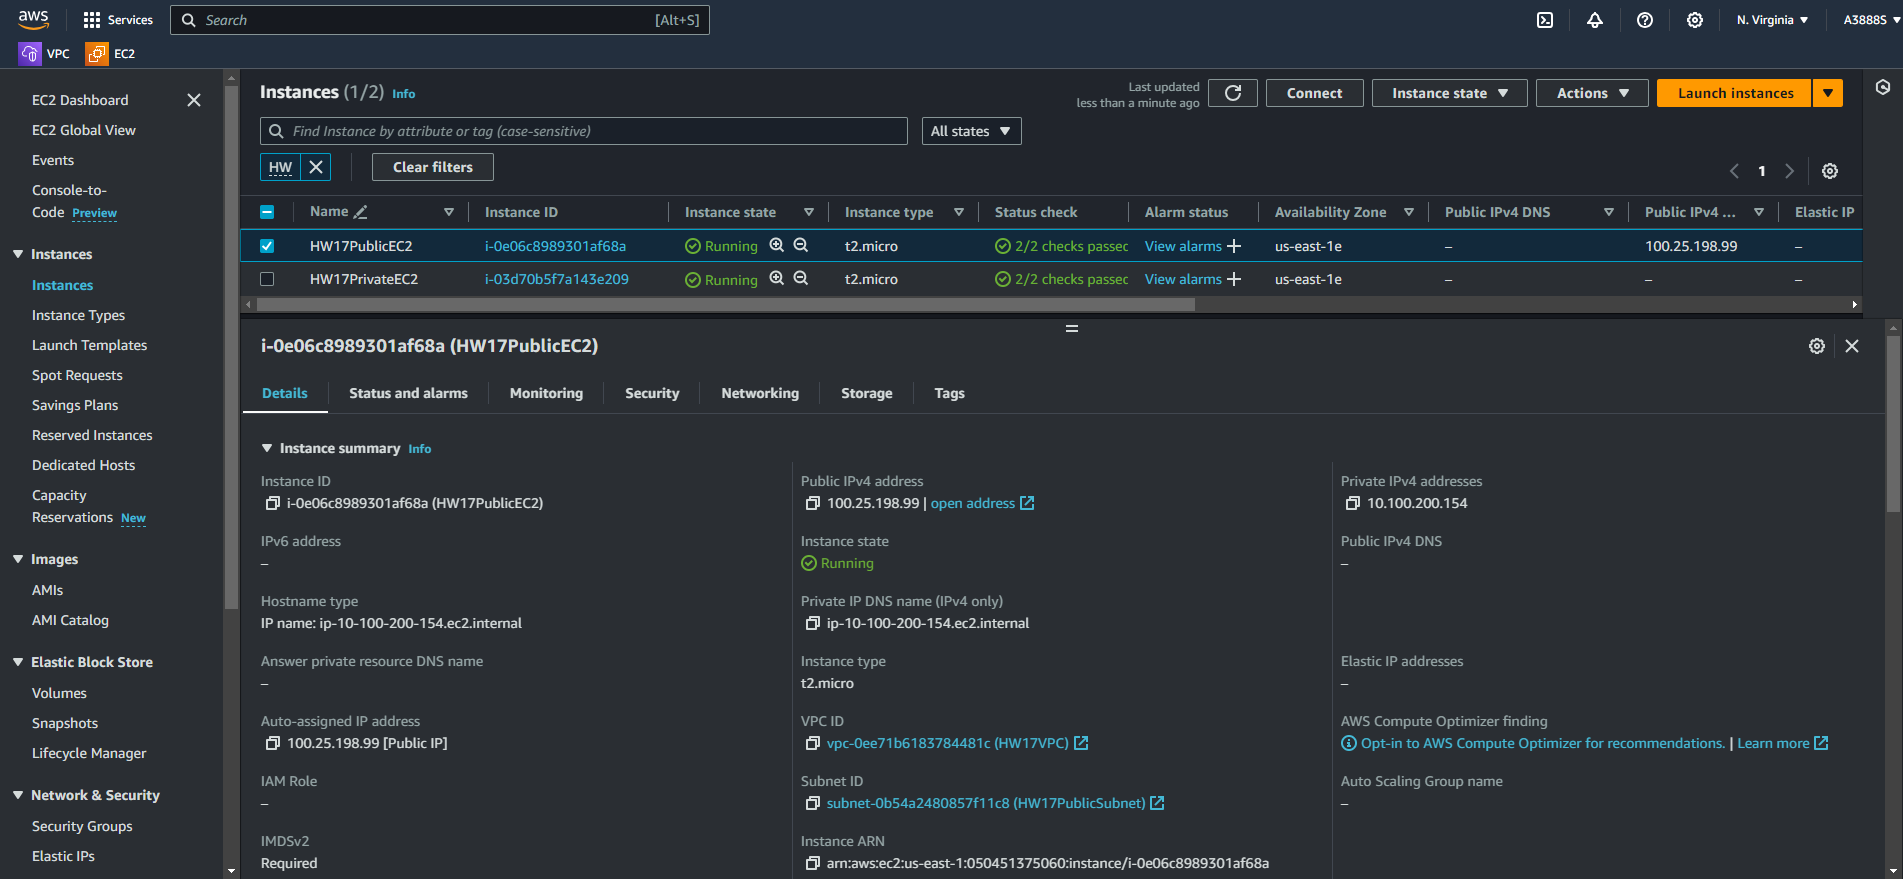 aws
Services
Search
[Alt+S]
N. Virginia
A3888S
VPC
EC2
EC2 Dashboard
EC2 Global View
Events
Console-to-
Code Preview
Instances
Instances
Instance Types
Launch Templates
Spot Requests
Savings Plans
Reserved Instances
Dedicated Hosts
Capacity
Reservations New
Images
AMIs
AMI Catalog
Elastic Block Store
Volumes
Snapshots
Lifecycle Manager
Network & Security
Security Groups
Elastic IPs
Instances (1/2) Info
Last updated
less than a minute ago
Connect
Instance state
Actions
Launch instances
Find Instance by attribute or tag (case-sensitive)
All states
HW
Clear filters
1
Name Instance ID Instance state Instance type Status check Alarm status Availability Zone Public IPv4 DNS Public IPv4 ... Elastic IP
HW17PublicEC2 i-0e06c8989301af68a Running t2.micro 2/2 checks passec View alarms + us-east-1e – 100.25.198.99 –
HW17PrivateEC2 i-03d70b5f7a143e209 Running t2.micro 2/2 checks passec View alarms + us-east-1e – – –
i-0e06c8989301af68a (HW17PublicEC2)
Details Status and alarms Monitoring Security Networking Storage Tags
Instance summary Info
Instance ID
i-0e06c8989301af68a (HW17PublicEC2)
Public IPv4 address
100.25.198.99 | open address
Private IPv4 addresses
10.100.200.154
IPv6 address
–
Instance state
Running
Public IPv4 DNS
–
Hostname type
IP name: ip-10-100-200-154.ec2.internal
Private IP DNS name (IPv4 only)
ip-10-100-200-154.ec2.internal
Answer private resource DNS name
–
Instance type
t2.micro
Elastic IP addresses
–
Auto-assigned IP address
100.25.198.99 [Public IP]
VPC ID
vpc-0ee71b6183784481c (HW17VPC)
AWS Compute Optimizer finding
Opt-in to AWS Compute Optimizer for recommendations. | Learn more
IAM Role
–
Subnet ID
subnet-0b54a2480857f11c8 (HW17PublicSubnet)
Auto Scaling Group name
–
IMDSv2
Required
Instance ARN
arn:aws:ec2:us-east-1:050451375060:instance/i-0e06c8989301af68a